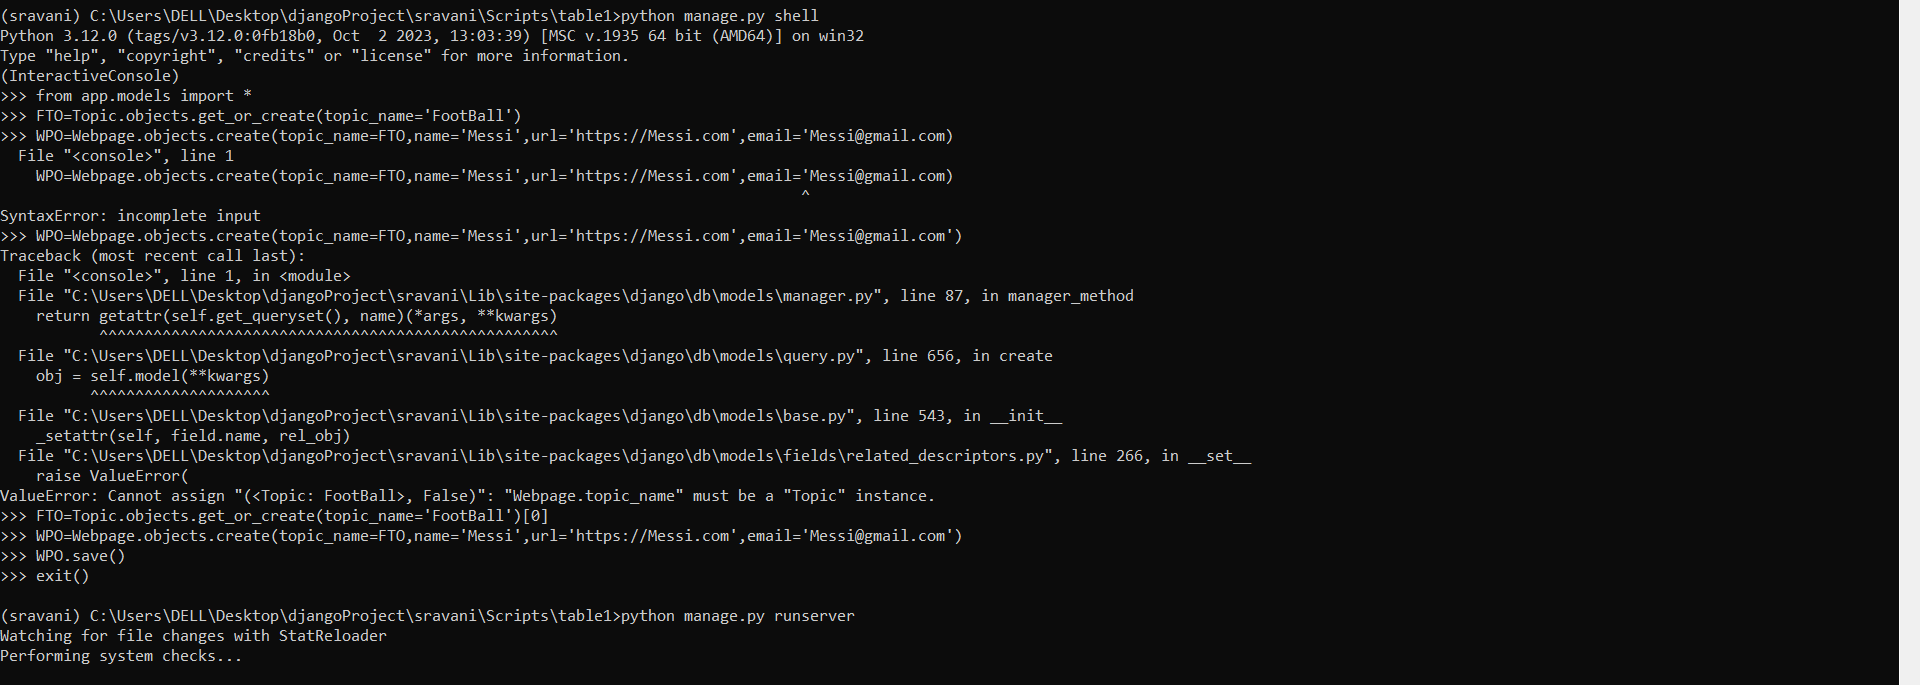 (sravani) C:\Users\DELL\Desktop\djangoProject\sravani\Scripts\table1>python manage.py shell
Python 3.12.0 (tags/v3.12.0:0fb18b0, Oct  2 2023, 13:03:39) [MSC v.1935 64 bit (AMD64)] on win32
Type "help", "copyright", "credits" or "license" for more information.
(InteractiveConsole)
>>> from app.models import *
>>> FTO=Topic.objects.get_or_create(topic_name='FootBall')
>>> WPO=Webpage.objects.create(topic_name=FTO,name='Messi',url='https://Messi.com',email='Messi@gmail.com)
  File "<console>", line 1
    WPO=Webpage.objects.create(topic_name=FTO,name='Messi',url='https://Messi.com',email='Messi@gmail.com)
                                                                                         ^
SyntaxError: incomplete input
>>> WPO=Webpage.objects.create(topic_name=FTO,name='Messi',url='https://Messi.com',email='Messi@gmail.com')
Traceback (most recent call last):
  File "<console>", line 1, in <module>
  File "C:\Users\DELL\Desktop\djangoProject\sravani\Lib\site-packages\django\db\models\manager.py", line 87, in manager_method
    return getattr(self.get_queryset(), name)(*args, **kwargs)
           ^^^^^^^^^^^^^^^^^^^^^^^^^^^^^^^^^^^^^^^^^^^^^^^^^^^
  File "C:\Users\DELL\Desktop\djangoProject\sravani\Lib\site-packages\django\db\models\query.py", line 656, in create
    obj = self.model(**kwargs)
          ^^^^^^^^^^^^^^^^^^^^
  File "C:\Users\DELL\Desktop\djangoProject\sravani\Lib\site-packages\django\db\models\base.py", line 543, in __init__
    _setattr(self, field.name, rel_obj)
  File "C:\Users\DELL\Desktop\djangoProject\sravani\Lib\site-packages\django\db\models\fields\related_descriptors.py", line 266, in __set__
    raise ValueError(
ValueError: Cannot assign "(<Topic: FootBall>, False)": "Webpage.topic_name" must be a "Topic" instance.
>>> FTO=Topic.objects.get_or_create(topic_name='FootBall')[0]
>>> WPO=Webpage.objects.create(topic_name=FTO,name='Messi',url='https://Messi.com',email='Messi@gmail.com')
>>> WPO.save()
>>> exit()
(sravani) C:\Users\DELL\Desktop\djangoProject\sravani\Scripts\table1>python manage.py runserver
Watching for file changes with StatReloader
Performing system checks...